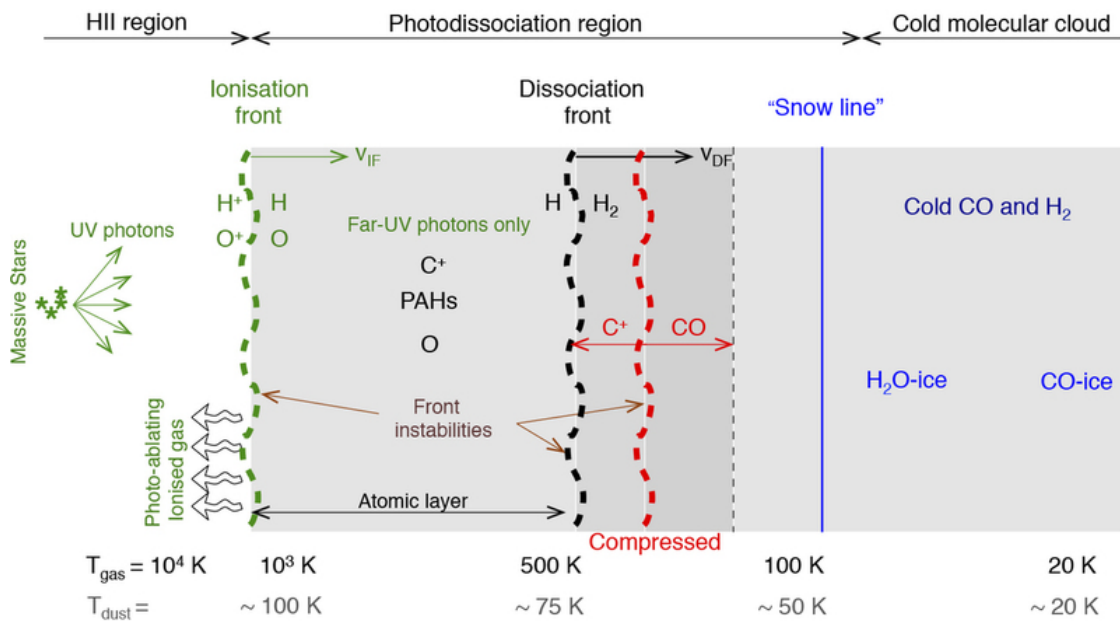 HII region
Photodissociation region
Cold molecular cloud
Ionisation
front
Dissociation
front
“Snow line”
V_IF
V_DF
H⁺ H
H H₂
Cold CO and H₂
UV photons
O⁺ O
Far-UV photons only
Massive Stars
C⁺
PAHs
O
C⁺ CO
H₂O-ice
CO-ice
Front
instabilities
Photo-ablating
Ionised gas
Atomic layer
Compressed
T_gas = 10⁴ K 10³ K 500 K 100 K 20 K
T_dust = ~ 100 K ~ 75 K ~ 50 K ~ 20 K